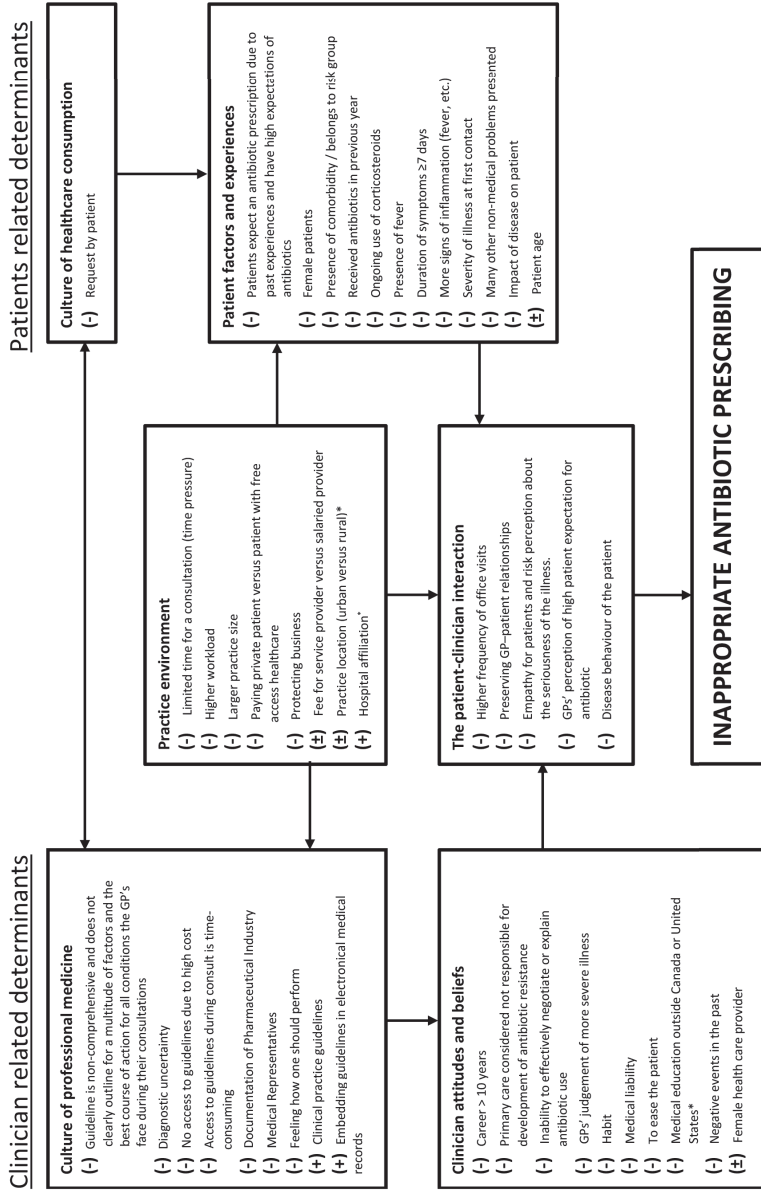 Clinician related determinants
Patients related determinants
Culture of professional medicine
(-) Guideline is non-comprehensive and does not
clearly outline for a multitude of factors and the
best course of action for all conditions the GP's
face during their consultations
(-) Diagnostic uncertainty
(-) No access to guidelines due to high cost
(-) Access to guidelines during consult is time-
consuming
(-) Documentation of Pharmaceutical Industry
(-) Medical Representatives
(-) Feeling how one should perform
(+) Clinical practice guidelines
(+) Embedding guidelines in electronical medical
records
Practice environment
(-) Limited time for a consultation (time pressure)
(-) Higher workload
(-) Larger practice size
(-) Paying private patient versus patient with free
access healthcare
(-) Protecting business
(±) Fee for service provider versus salaried provider
(±) Practice location (urban versus rural)*
(+) Hospital affiliation*
Culture of healthcare consumption
(-) Request by patient
Patient factors and experiences
(-) Patients expect an antibiotic prescription due to
past experiences and have high expectations of
antibiotics
(-) Female patients
(-) Presence of comorbidity / belongs to risk group
(-) Received antibiotics in previous year
(-) Ongoing use of corticosteroids
(-) Presence of fever
(-) Duration of symptoms ≥7 days
(-) More signs of inflammation (fever, etc.)
(-) Severity of illness at first contact
(-) Many other non-medical problems presented
(-) Impact of disease on patient
(±) Patient age
Clinician attitudes and beliefs
(-) Career > 10 years
(-) Primary care considered not responsible for
development of antibiotic resistance
(-) Inability to effectively negotiate or explain
antibiotic use
(-) GPs' judgement of more severe illness
(-) Habit
(-) Medical liability
(-) To ease the patient
(-) Medical education outside Canada or United
States*
(-) Negative events in the past
(±) Female health care provider
The patient-clinician interaction
(-) Higher frequency of office visits
(-) Preserving GP–patient relationships
(-) Empathy for patients and risk perception about
the seriousness of the illness.
(-) GPs' perception of high patient expectation for
antibiotic
(-) Disease behaviour of the patient
INAPPROPRIATE ANTIBIOTIC PRESCRIBING